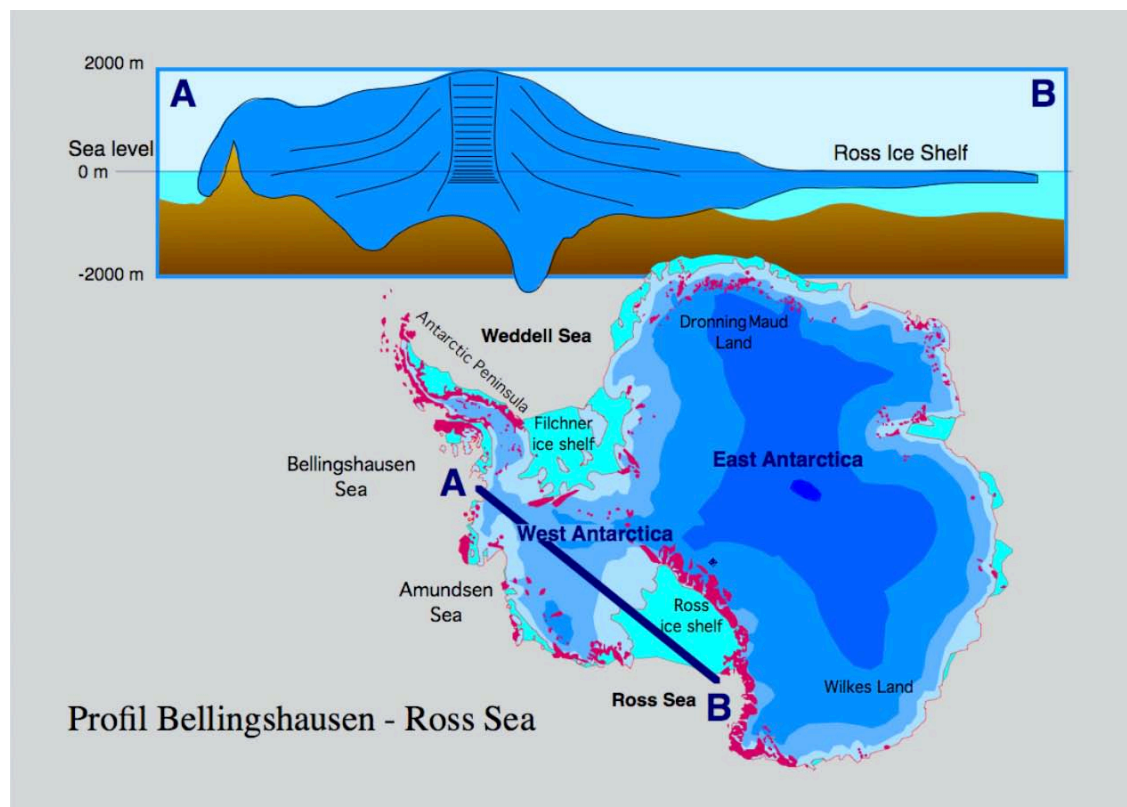 2000 m
A
B
Sea level
Ross Ice Shelf
0 m
-2000 m
Antarctic Peninsula
Weddell Sea
Dronning Maud
Land
Filchner
ice shelf
Bellingshausen
Sea
A
East Antarctica
West Antarctica
Amundsen
Sea
Ross
ice shelf
Wilkes Land
Ross Sea
B
Profil Bellingshausen - Ross Sea